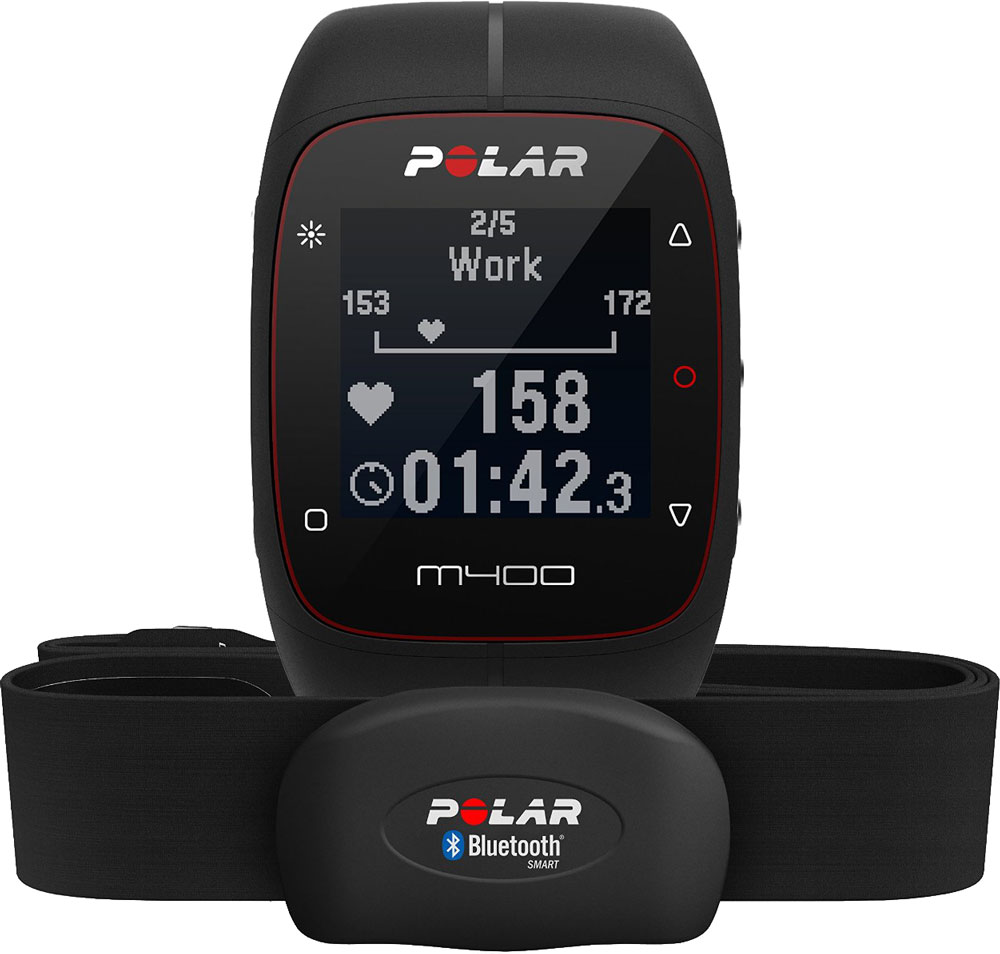 POLAR
2/5
Work
153 172
158
01:42.3
M400
POLAR
Bluetooth®
SMART